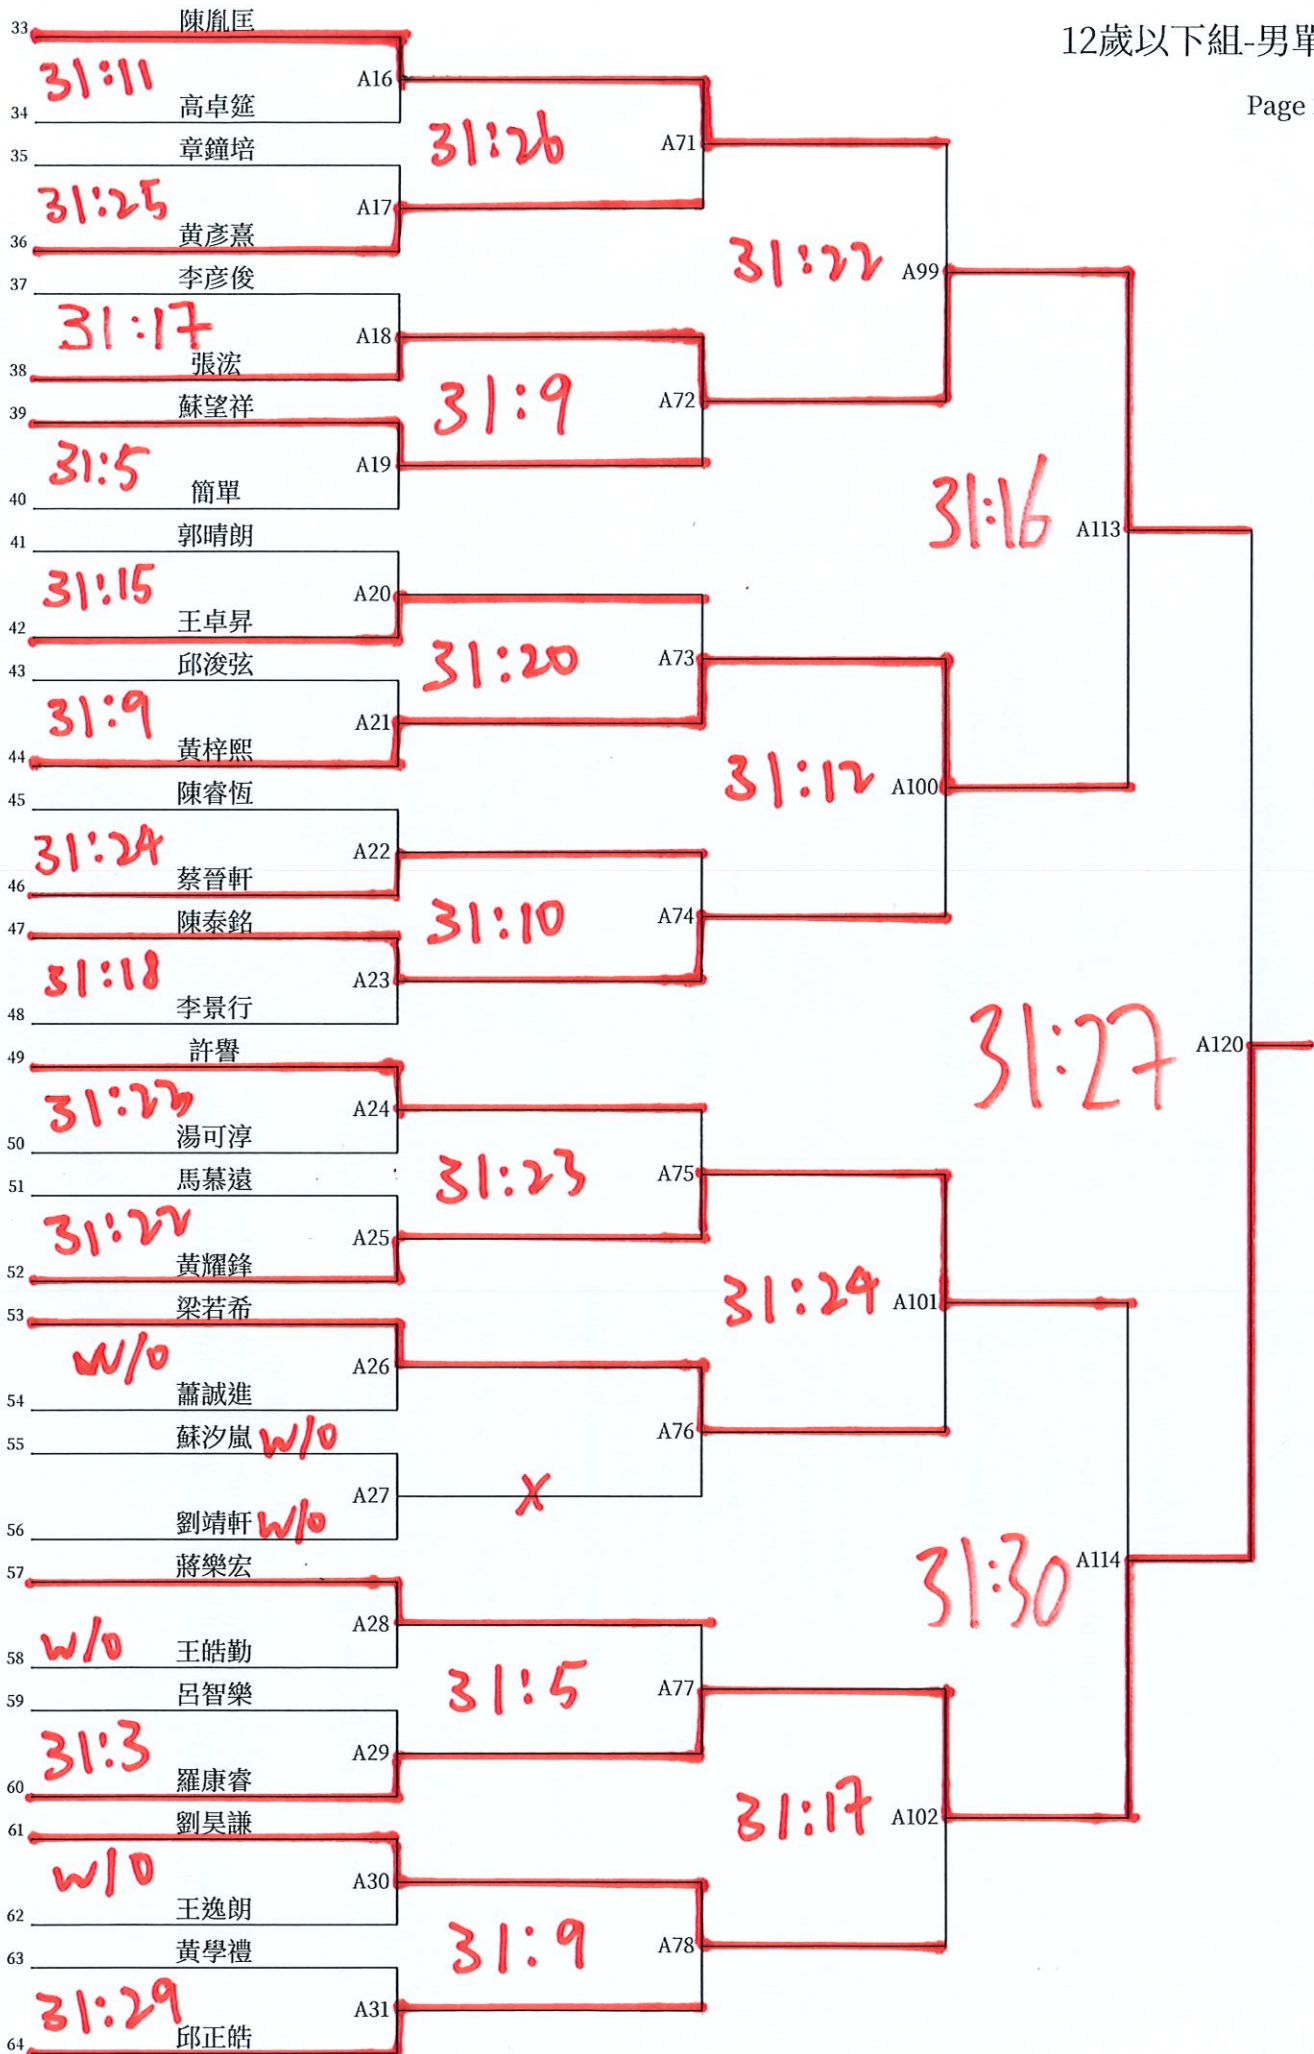 12歲以下組-男單
Page
33 陳胤匡
31:11
A16
34 高卓筵
31:26
A71
35 章鐘培
31:25
A17
36 黃彥熹
31:22
A99
37 李彦俊
31:17
A18
38 張浤
31:9
A72
39 蘇望祥
31:5
A19
40 簡單
31:16
A113
41 郭晴朗
31:15
A20
42 王卓昇
31:20
A73
43 邱浚弦
31:9
A21
44 黃梓熙
31:12
A100
45 陳睿恆
31:24
A22
46 蔡晉軒
31:10
A74
47 陳泰銘
31:18
A23
48 李景行
31:27
A120
49 許譽
31:23
A24
50 湯可淳
31:23
A75
51 馬慕遠
31:22
A25
52 黃耀鋒
31:24
A101
53 梁若希
W/O
A26
54 蕭誠進
A76
55 蘇汐嵐 W/O
A27
X
56 劉靖軒 W/O
31:30
A114
57 蔣樂宏
A28
58 W/O 王皓勤
31:5
A77
59 呂智樂
31:3
A29
60 羅康睿
31:17
A102
61 劉昊謙
W/O
A30
62 王逸朗
31:9
A78
63 黃學禮
31:29
A31
64 邱正皓